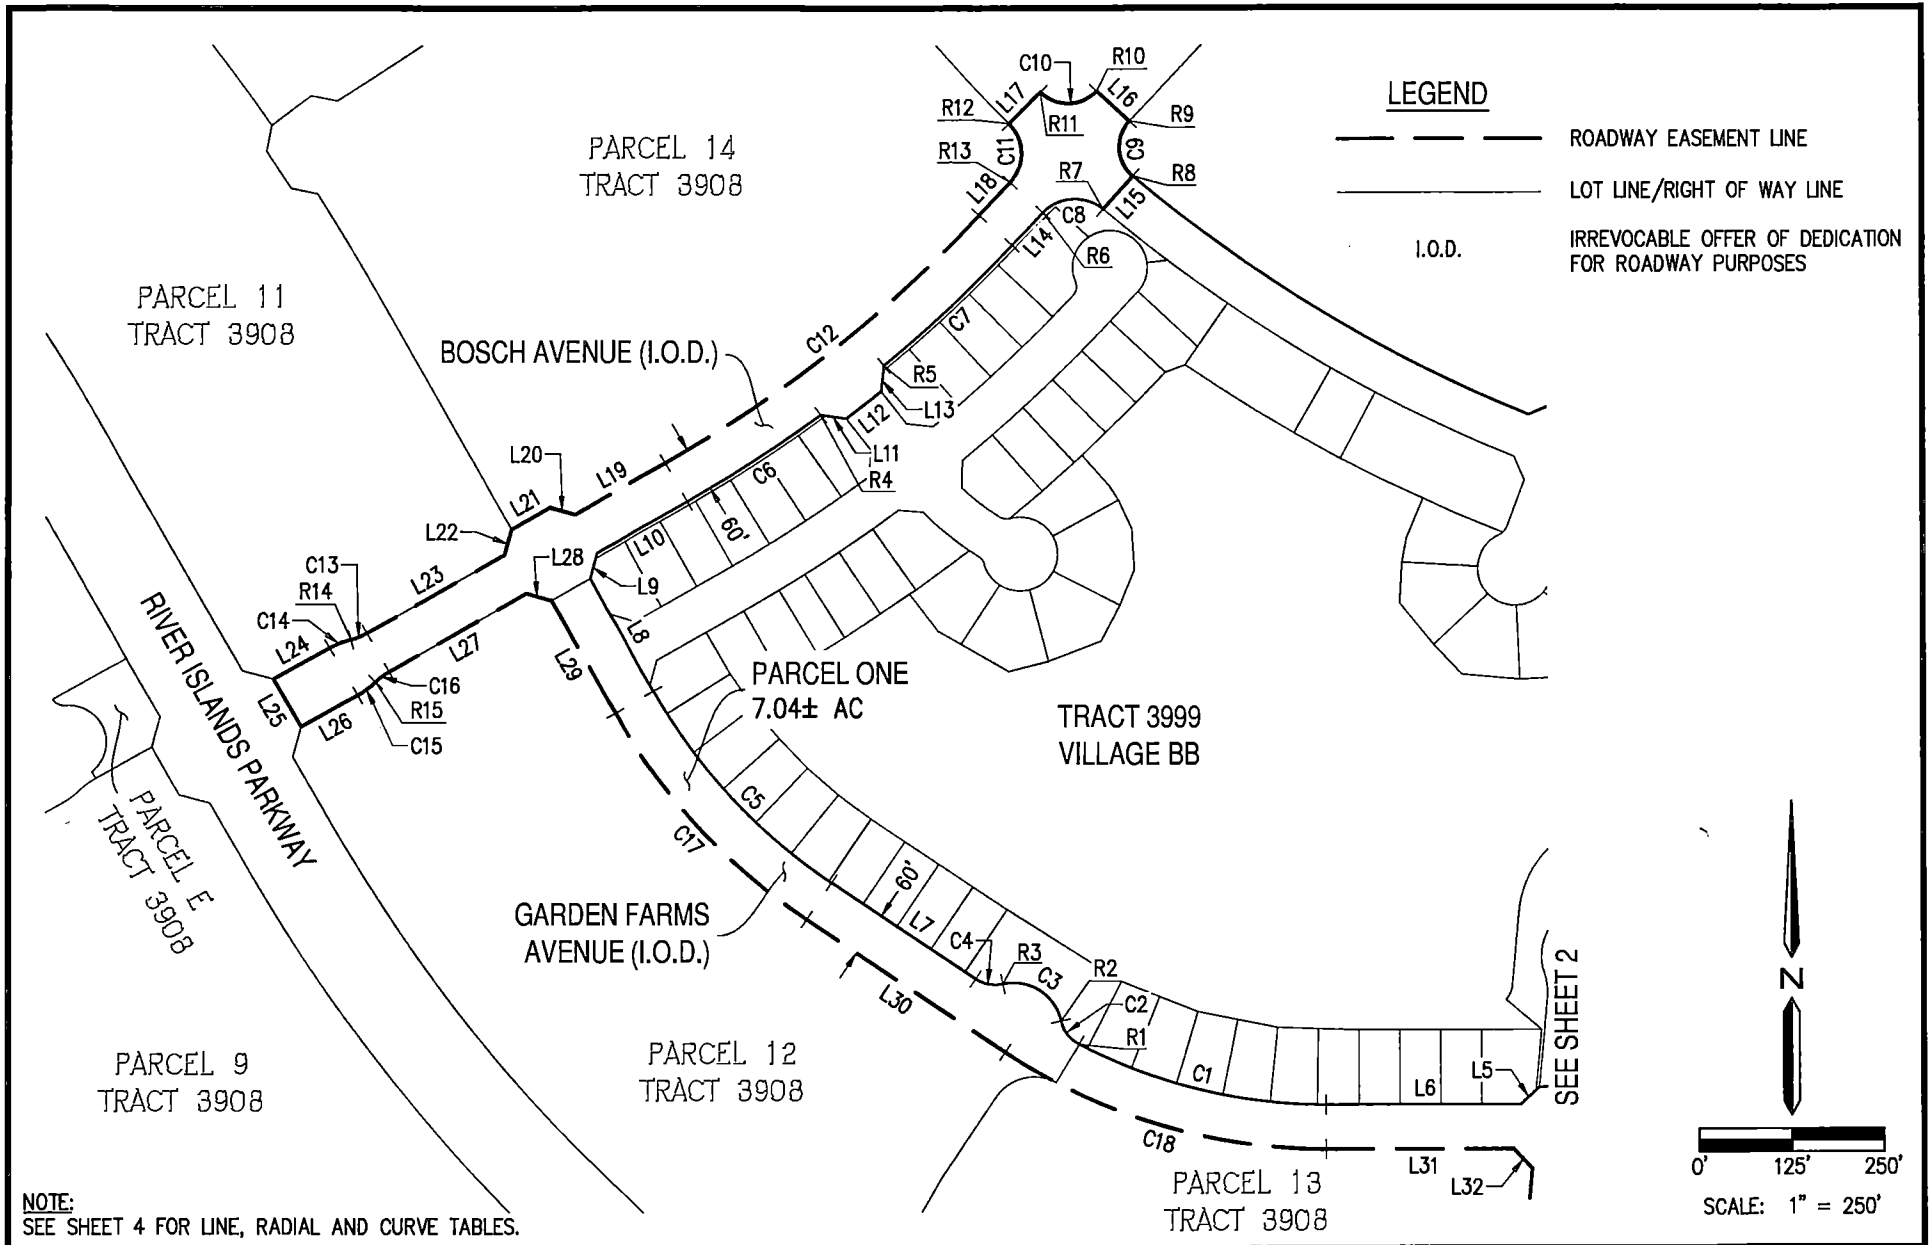 C10
R10
L17
L16
R12
R11
R9
C11
C9
R13
R7
R8
L18
L15
C8
L14
R6
LEGEND
ROADWAY EASEMENT LINE
LOT LINE/RIGHT OF WAY LINE
I.O.D.
IRREVOCABLE OFFER OF DEDICATION
FOR ROADWAY PURPOSES
PARCEL 14
TRACT 3908
PARCEL 11
TRACT 3908
C12
C7
BOSCH AVENUE (I.O.D.)
R5
L13
L12
L11
R4
L20
L19
C6
L21
60'
L10
L22
L28
C13
L23
L9
R14
C14
L8
L24
L27
L29
RIVER ISLANDS PARKWAY
L25
C16
R15
L26
C15
PARCEL ONE
7.04± AC
TRACT 3999
VILLAGE BB
PARCEL E
TRACT 3908
C5
C17
GARDEN FARMS
AVENUE (I.O.D.)
60'
L7
C4
R3
C3
R2
C2
R1
L30
C1
L6
L5
SEE SHEET 2
N
PARCEL 9
TRACT 3908
PARCEL 12
TRACT 3908
C18
L31
L32
PARCEL 13
TRACT 3908
0' 125' 250'
SCALE: 1" = 250'
NOTE:
SEE SHEET 4 FOR LINE, RADIAL AND CURVE TABLES.